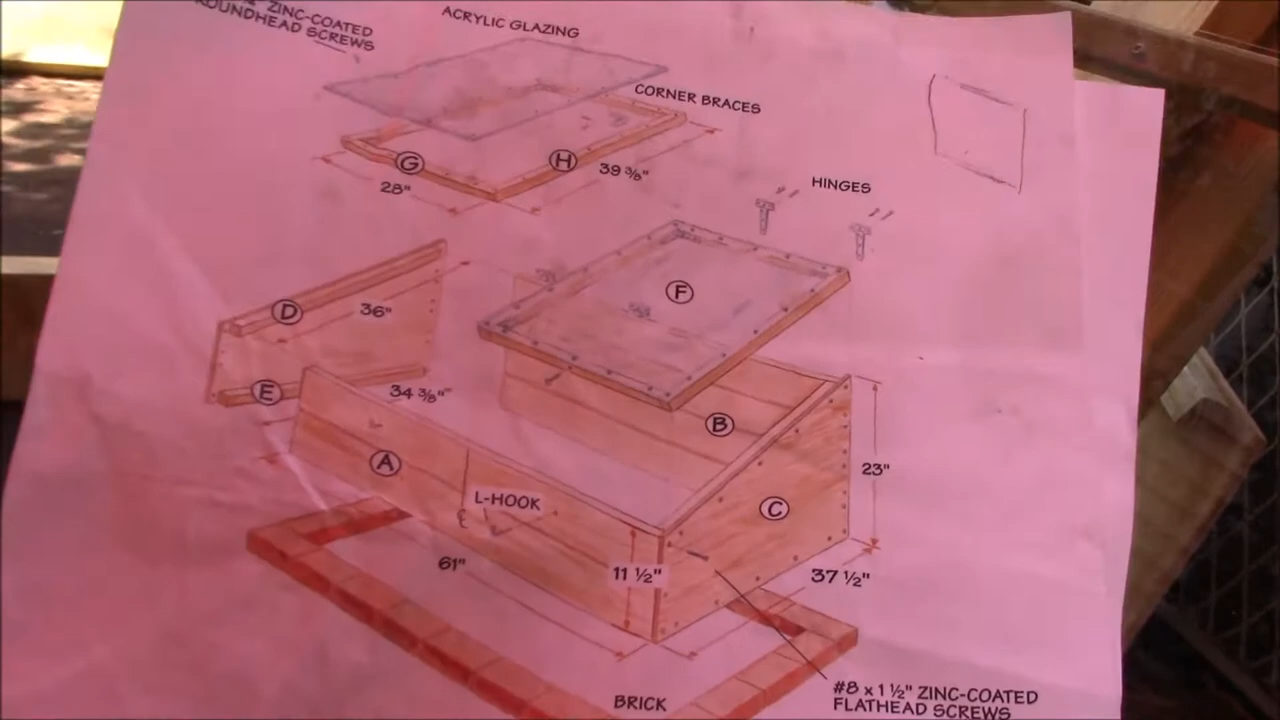 ZINC-COATED
ROUNDHEAD SCREWS
ACRYLIC GLAZING
CORNER BRACES
G
H
39 3/8"
28"
HINGES
D
36"
F
E
34 3/8"
B
A
L-HOOK
C
23"
61"
11 1/2"
37 1/2"
BRICK
#8 x 1 1/2" ZINC-COATED
FLATHEAD SCREWS